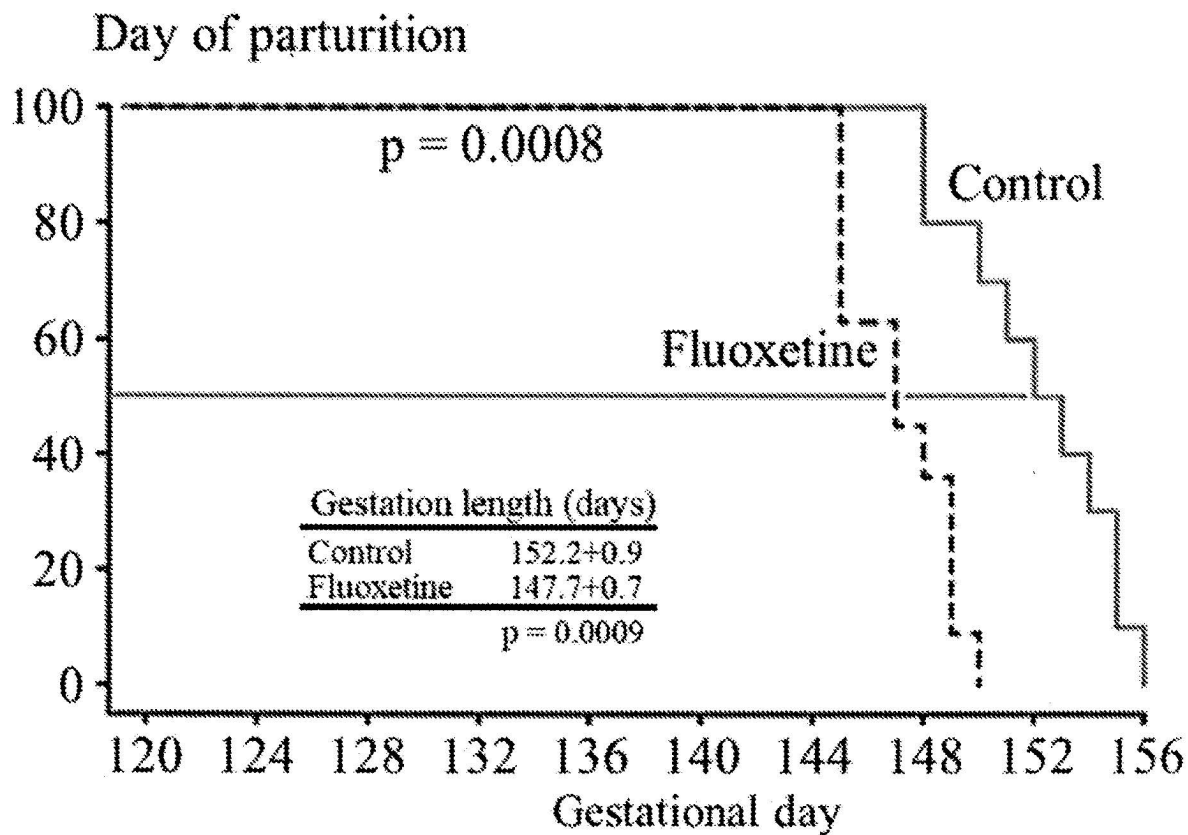 Day of parturition
100
p = 0.0008
Control
80
60
Fluoxetine
40
Gestation length (days)
Control 152.2+0.9
20
Fluoxetine 147.7+0.7
p = 0.0009
0
120 124 128 132 136 140 144 148 152 156
Gestational day